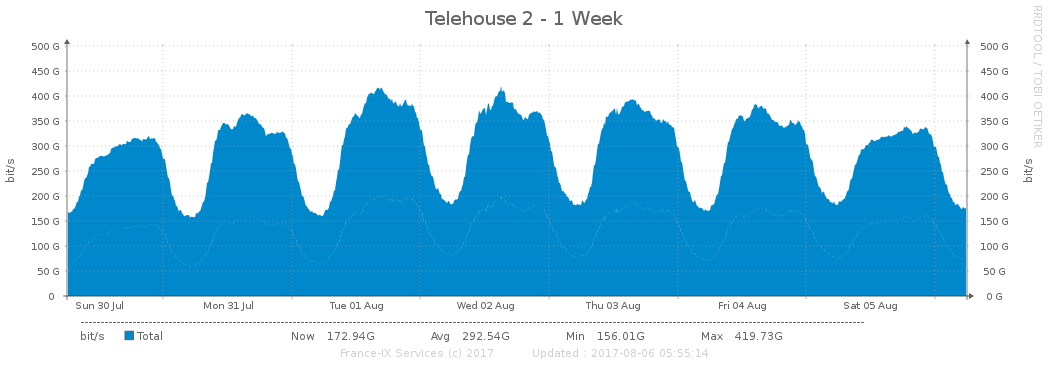 Telehouse 2 - 1 Week
RRDTOOL / TOBI OETIKER
bit/s
bit/s
500 G 500 G
450 G 450 G
400 G 400 G
350 G 350 G
300 G 300 G
250 G 250 G
200 G 200 G
150 G 150 G
100 G 100 G
50 G 50 G
0 0 G
Sun 30 Jul Mon 31 Jul Tue 01 Aug Wed 02 Aug Thu 03 Aug Fri 04 Aug Sat 05 Aug
bit/s Total Now 172.94G Avg 292.54G Min 156.01G Max 419.73G
France-IX Services (c) 2017 Updated : 2017-08-06 05:55:14